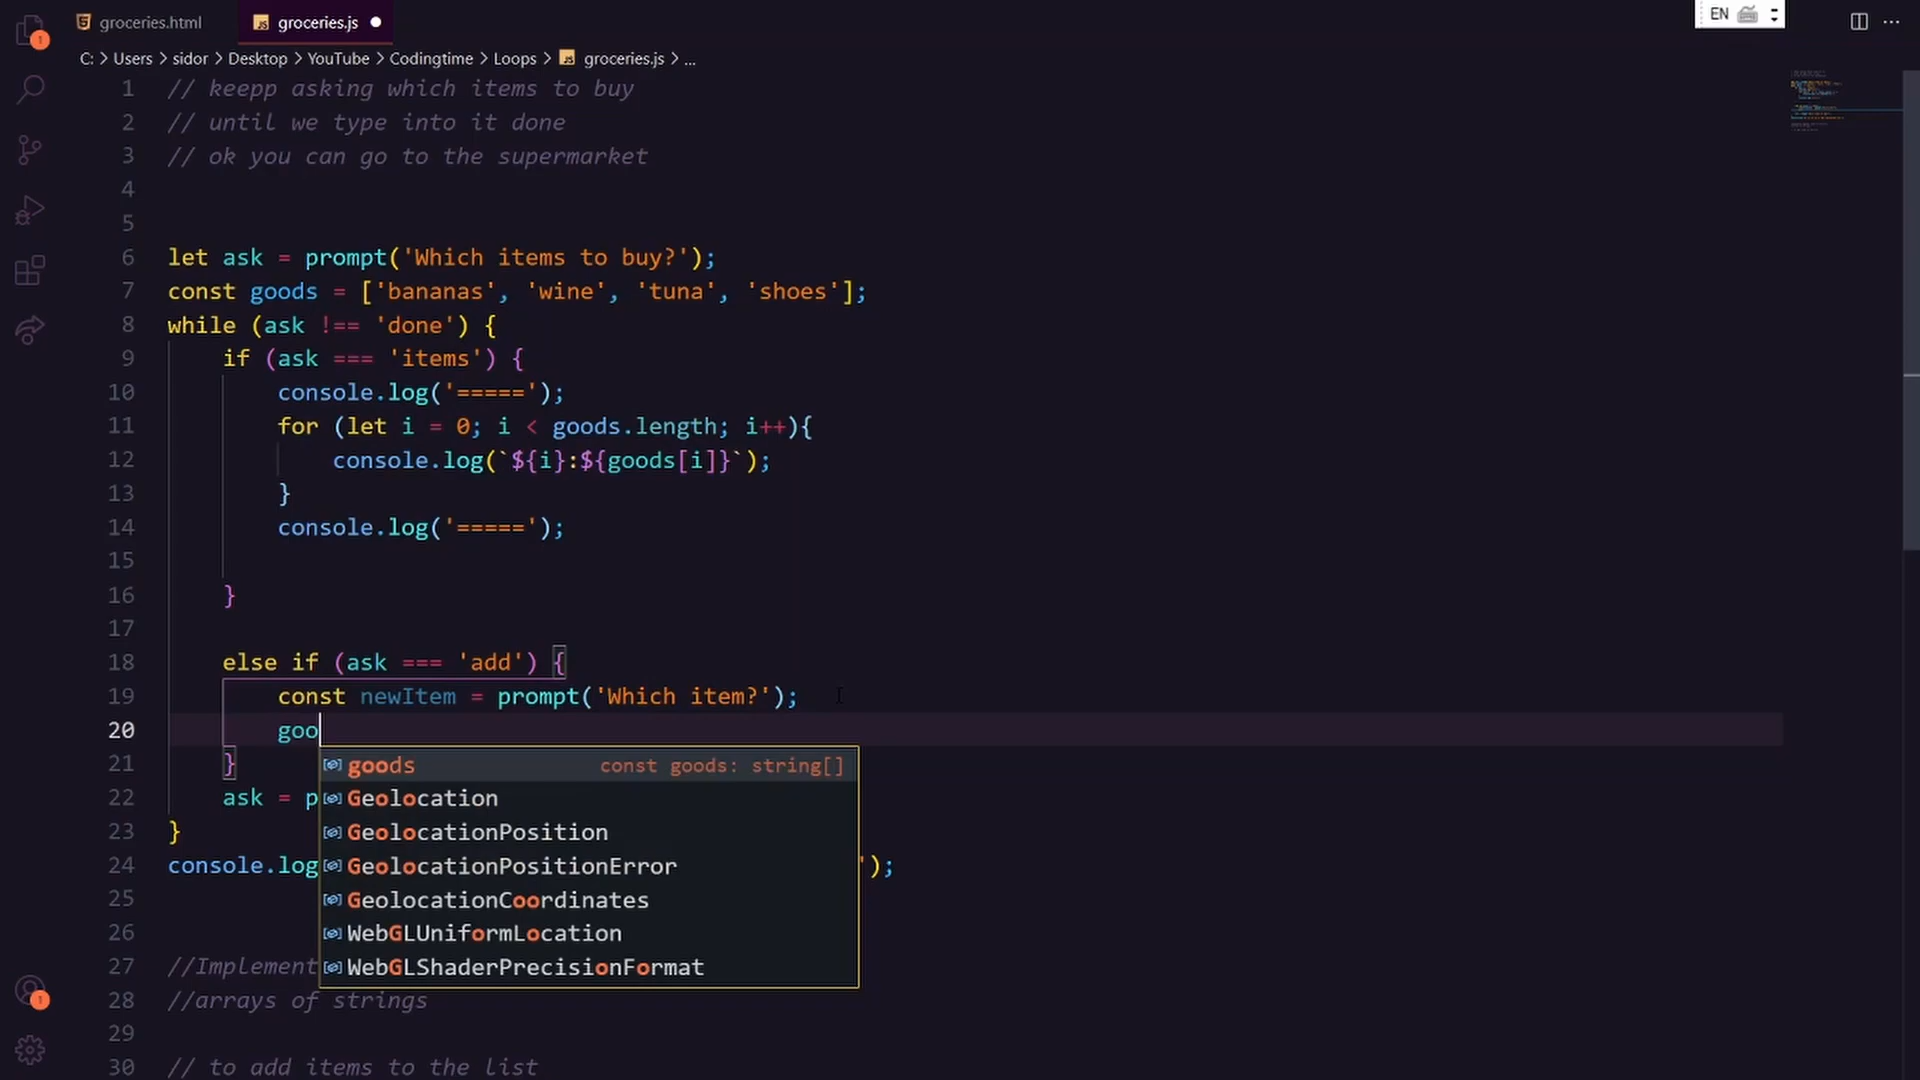 groceries.html groceries.js EN
C: > Users > sidor > Desktop > YouTube > Codingtime > Loops > groceries.js > ...
1 // keepp asking which items to buy
2 // until we type into it done
3 // ok you can go to the supermarket
4
5
6 let ask = prompt('Which items to buy?');
7 const goods = ['bananas', 'wine', 'tuna', 'shoes'];
8 while (ask !== 'done') {
9 if (ask === 'items') {
10 console.log('=====');
11 for (let i = 0; i < goods.length; i++){
12 console.log(`${i}:${goods[i]}`);
13 }
14 console.log('=====');
15
16 }
17
18 else if (ask === 'add') {
19 const newItem = prompt('Which item?');
20 goo
21 }
goods const goods: string[]
22 ask = p
Geolocation
GeolocationPosition
23 }
24 console.log ');
GeolocationPositionError
25
GeolocationCoordinates
26
WebGLUniformLocation
27 //Implement
WebGLShaderPrecisionFormat
28 //arrays of strings
29
30 // to add items to the list
1
1